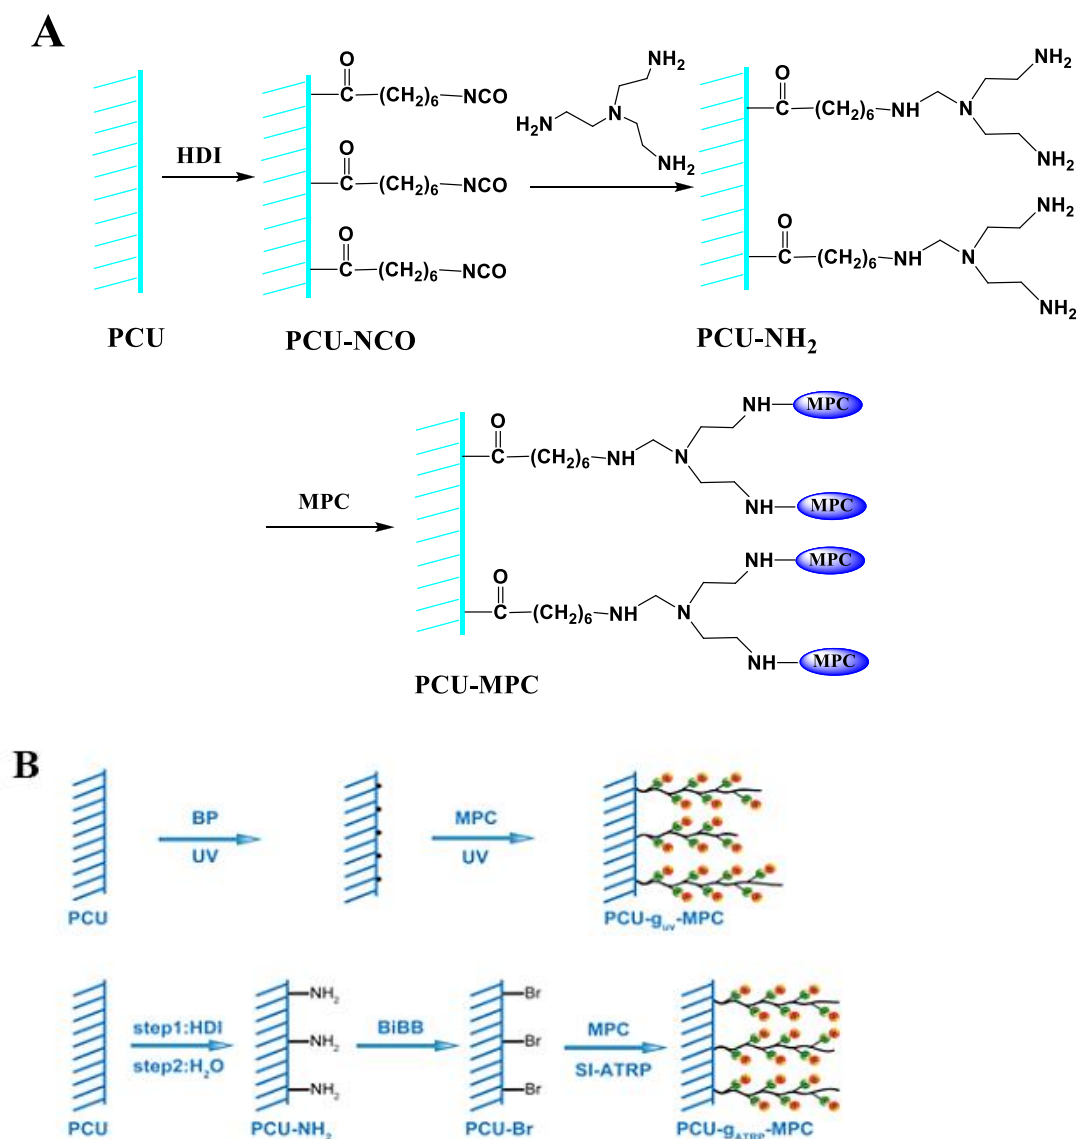 A
O
C
(CH2)6
NCO
O
C
(CH2)6
NCO
O
C
(CH2)6
NCO
HDI
NH2
N
H2N
NH2
O
C
(CH2)6
NH
N
NH2
NH2
O
C
(CH2)6
NH
N
NH2
NH2
PCU
PCU-NCO
PCU-NH2
MPC
O
C
(CH2)6
NH
N
NH
MPC
NH
MPC
O
C
(CH2)6
NH
N
NH
MPC
NH
MPC
PCU-MPC
B
BP
UV
MPC
UV
PCU
PCU-guv-MPC
step1:HDI
step2:H2O
NH2
NH2
NH2
BiBB
Br
Br
Br
MPC
SI-ATRP
PCU
PCU-NH2
PCU-Br
PCU-gATRP-MPC